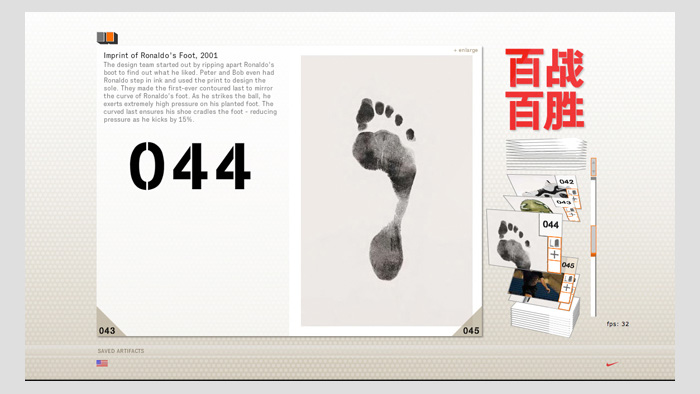 + enlarge
Imprint of Ronaldo's Foot, 2001
The design team started out by ripping apart Ronaldo's
boot to find out what he liked. Peter and Bob even had
Ronaldo step in ink and used the print to design the
sole. They made the first-ever contoured last to mirror
the curve of Ronaldo's foot. As he strikes the ball, he
exerts extremely high pressure on his planted foot. The
curved last ensures his shoe cradles the foot - reducing
pressure as he kicks by 15%.
044
百战
百胜
042
043
044
045
043
045
fps: 32
SAVED ARTIFACTS